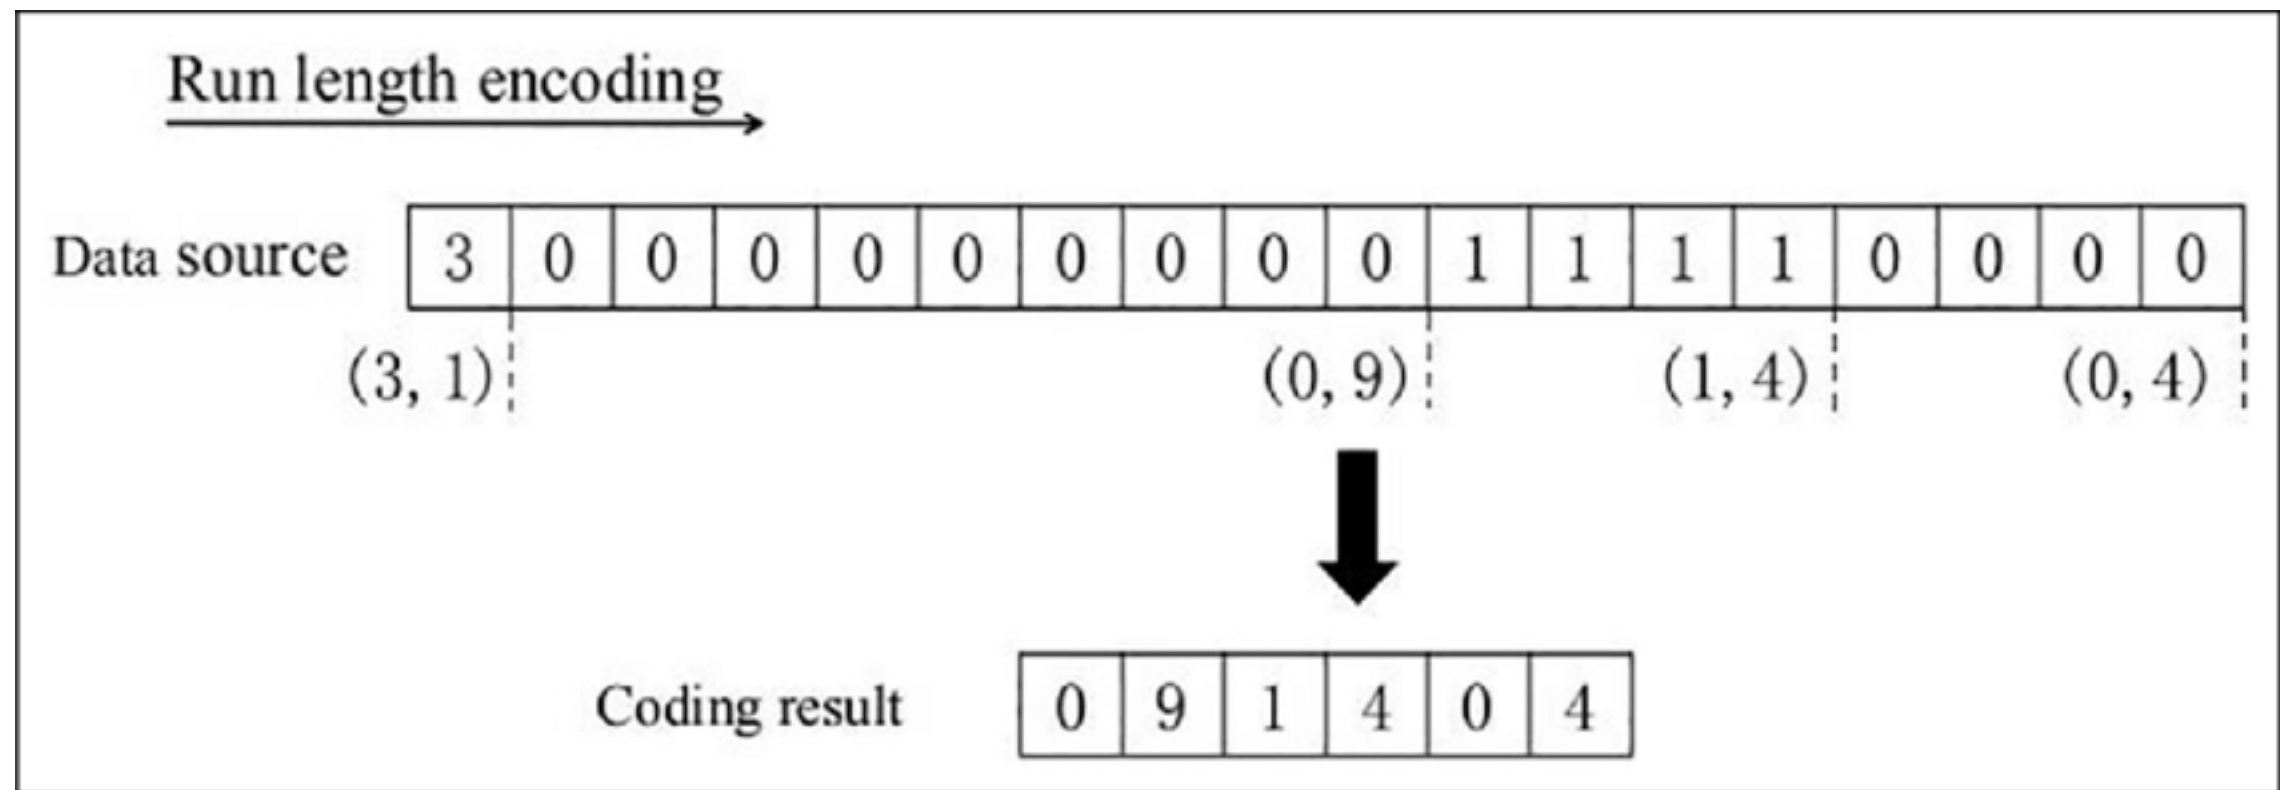 Run length encoding
Data source 3 0 0 0 0 0 0 0 0 0 1 1 1 1 0 0 0 0
(3, 1) (0, 9) (1, 4) (0, 4)
Coding result 0 9 1 4 0 4